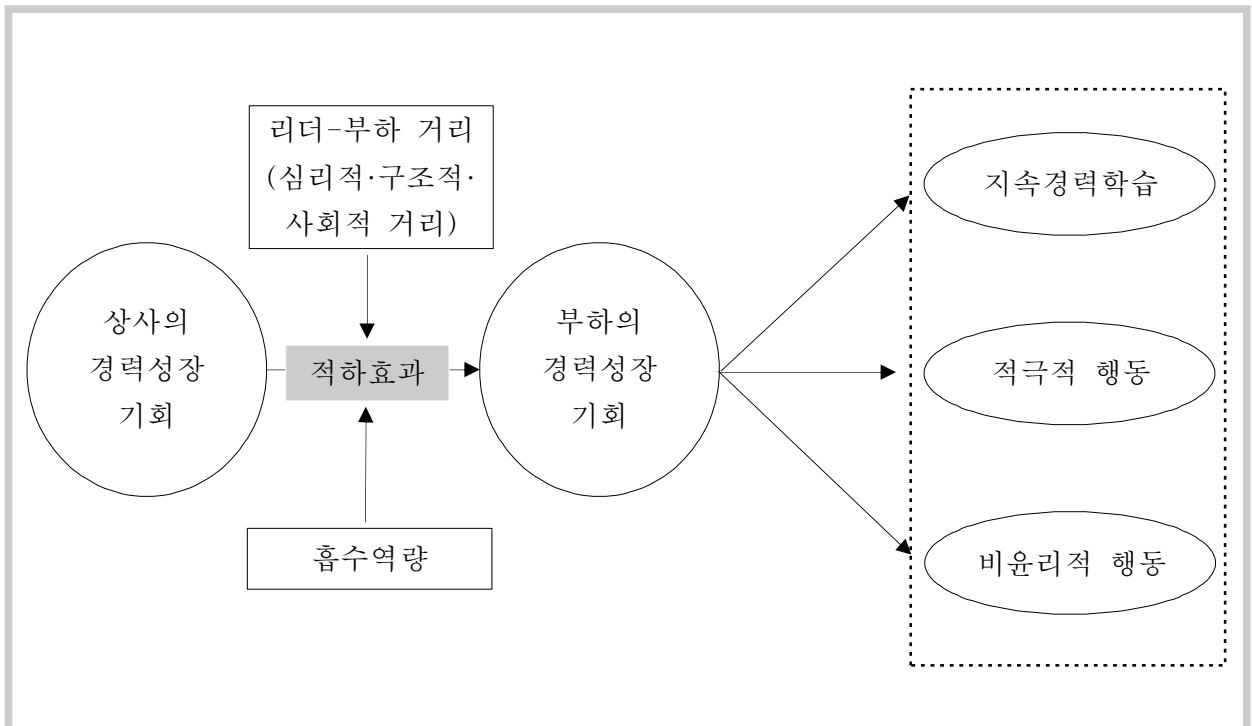 리더-부하 거리
(심리적·구조적·
사회적 거리)
상사의
경력성장
기회
적하효과
부하의
경력성장
기회
흡수역량
지속경력학습
적극적 행동
비윤리적 행동